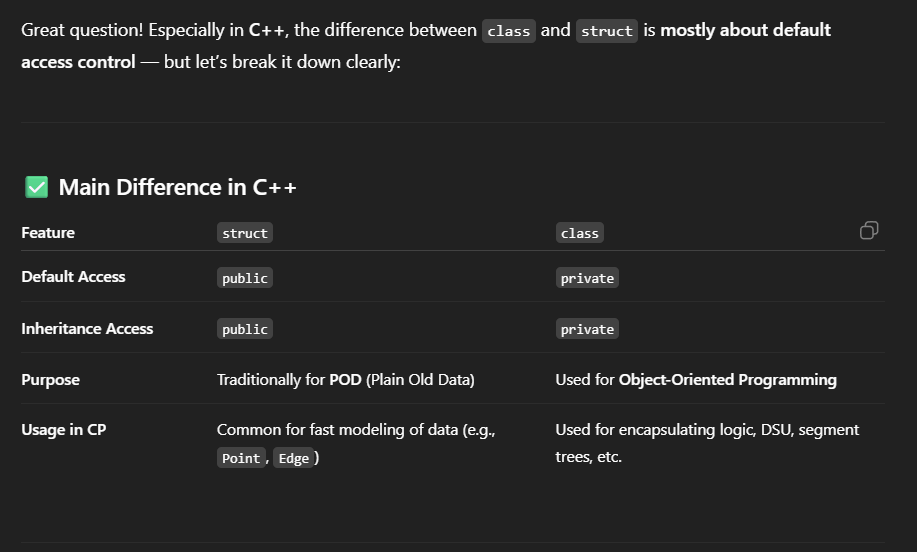 Great question! Especially in C++, the difference between class and struct is mostly about default
access control — but let's break it down clearly:
✅ Main Difference in C++
Feature struct class
Default Access public private
Inheritance Access public private
Purpose Traditionally for POD (Plain Old Data) Used for Object-Oriented Programming
Usage in CP Common for fast modeling of data (e.g., Used for encapsulating logic, DSU, segment
Point, Edge) trees, etc.